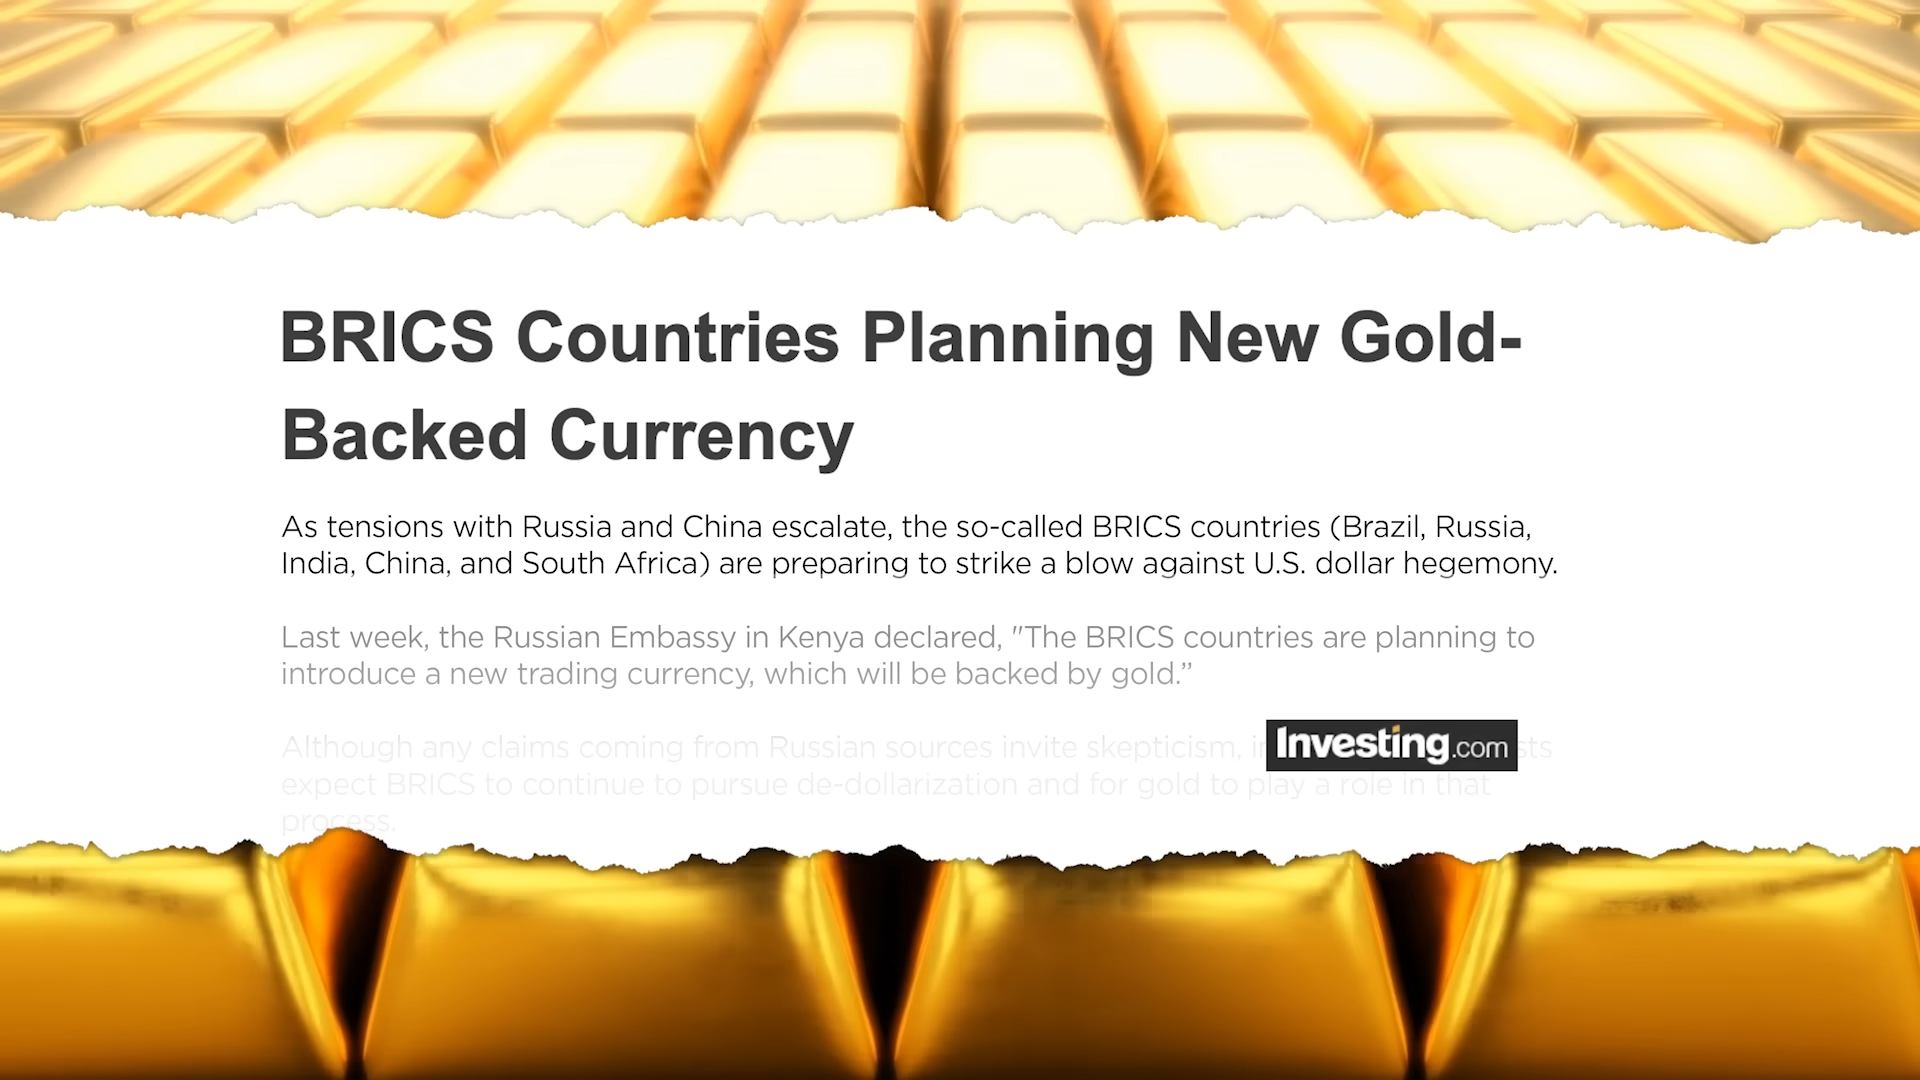 BRICS Countries Planning New Gold-
Backed Currency
As tensions with Russia and China escalate, the so-called BRICS countries (Brazil, Russia,
India, China, and South Africa) are preparing to strike a blow against U.S. dollar hegemony.
Last week, the Russian Embassy in Kenya declared, "The BRICS countries are planning to
introduce a new trading currency, which will be backed by gold.”
Although any claims coming from Russian sources invite skepticism,
Investing.com
expect BRICS to continue to pursue de-dollarization and for gold to play a role in that
process.